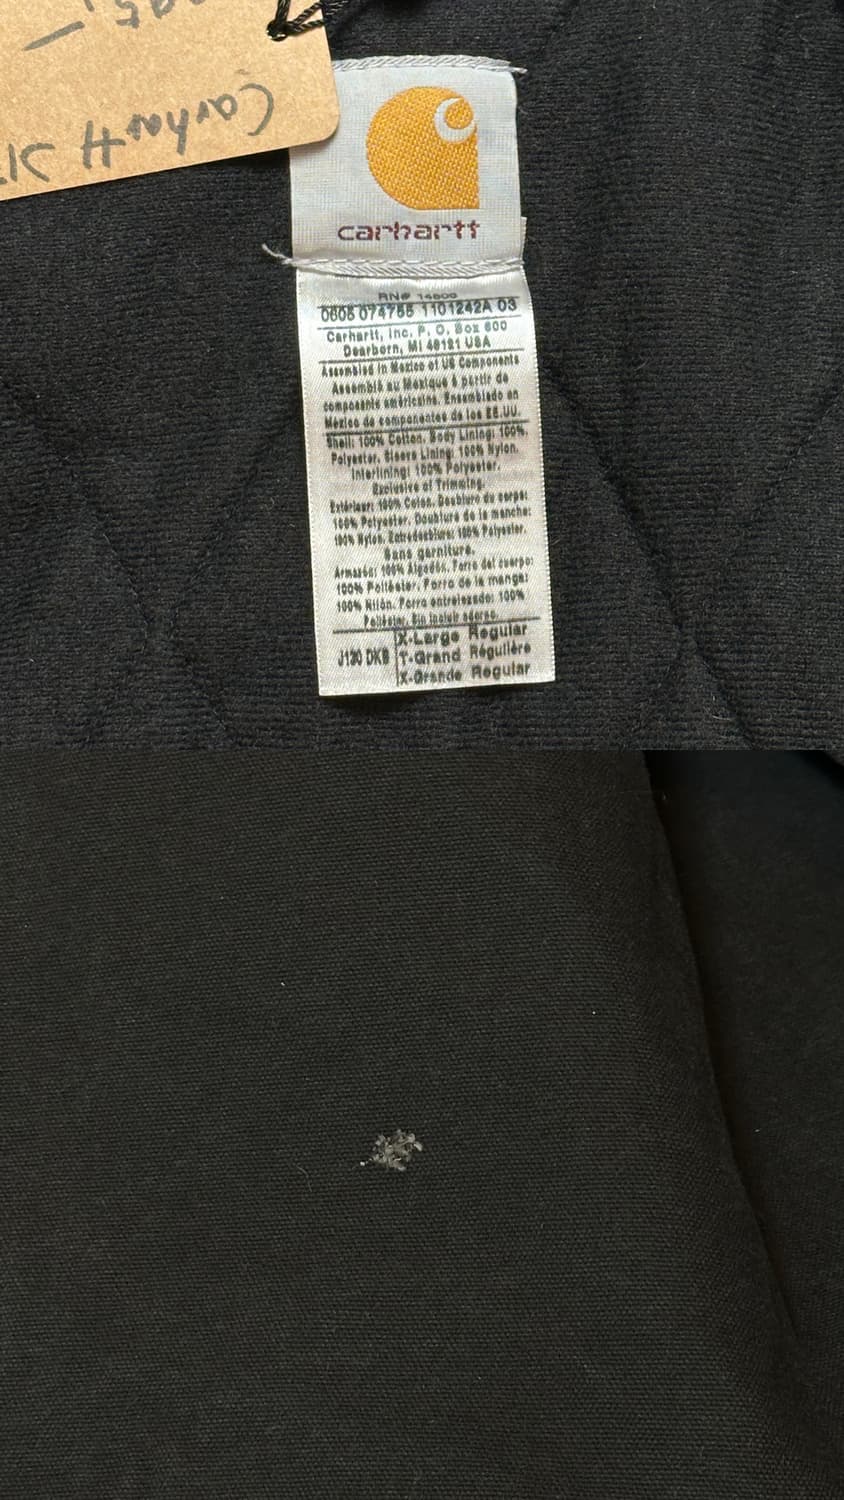 Carhartt
carhartt
RN# 14806
0605 074755 1101242A 03
Carhartt, Inc. P. O. Box 600
Dearborn, MI 48121 USA
Assembled in Mexico of US Components
Assemblé au Mexique á partir de
composants américains. Ensamblado en
México de componentes de los EE.UU.
Shell: 100% Cotton. Body Lining: 100%.
Polyester. Sleeve Lining: 100% Nylon.
Interlining: 100% Polyester.
Exclusive of Trimming.
Extérieur: 100% Coton. Doublure du corps:
100% Polyester. Doublure de la manche:
100% Nylon. Entredoublure: 100% Polyester.
Sans garniture.
Armazón: 100% Algodón. Forro del cuerpo:
100% Poliéster. Forro de la manga:
100% Nilón. Forro entrelazado: 100%
Poliéster. Sin incluir adorno.
J130 DKB
X-Large Regular
T-Grand Régulière
X-Grande Regular